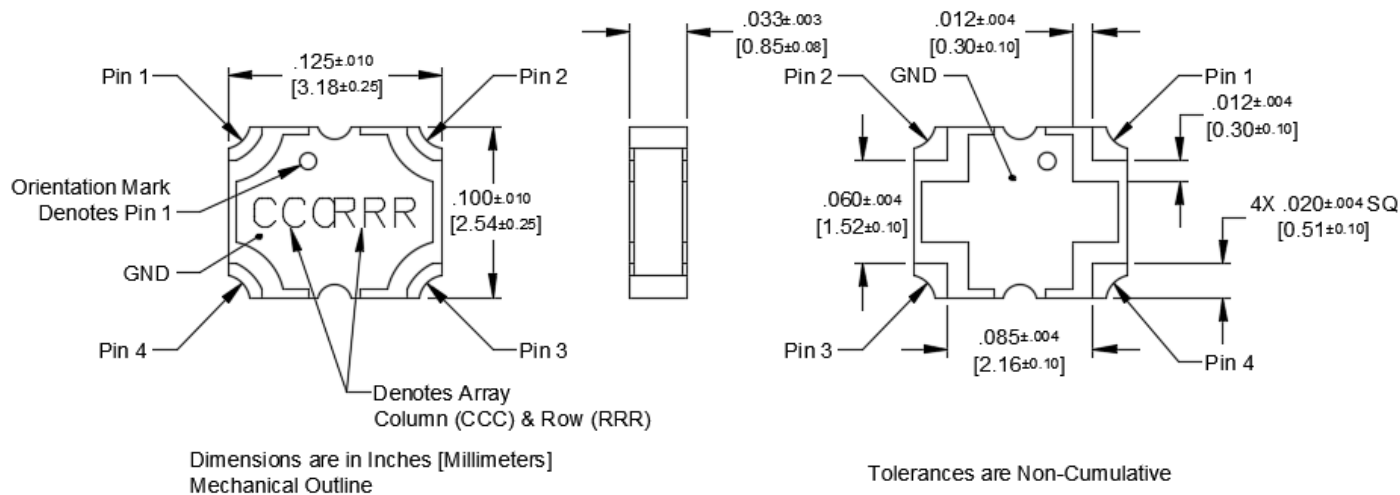 .033±.003
[0.85±0.08]
.012±.004
[0.30±0.10]
Pin 1
.125±.010
[3.18±0.25]
Pin 2
Pin 2
GND
Pin 1
.012±.004
[0.30±0.10]
Orientation Mark
Denotes Pin 1
CCCRRR
.100±.010
[2.54±0.25]
.060±.004
[1.52±0.10]
4X .020±.004 SQ
[0.51±0.10]
GND
Pin 4
Pin 3
Pin 3
.085±.004
[2.16±0.10]
Pin 4
Denotes Array
Column (CCC) & Row (RRR)
Dimensions are in Inches [Millimeters]
Mechanical Outline
Tolerances are Non-Cumulative